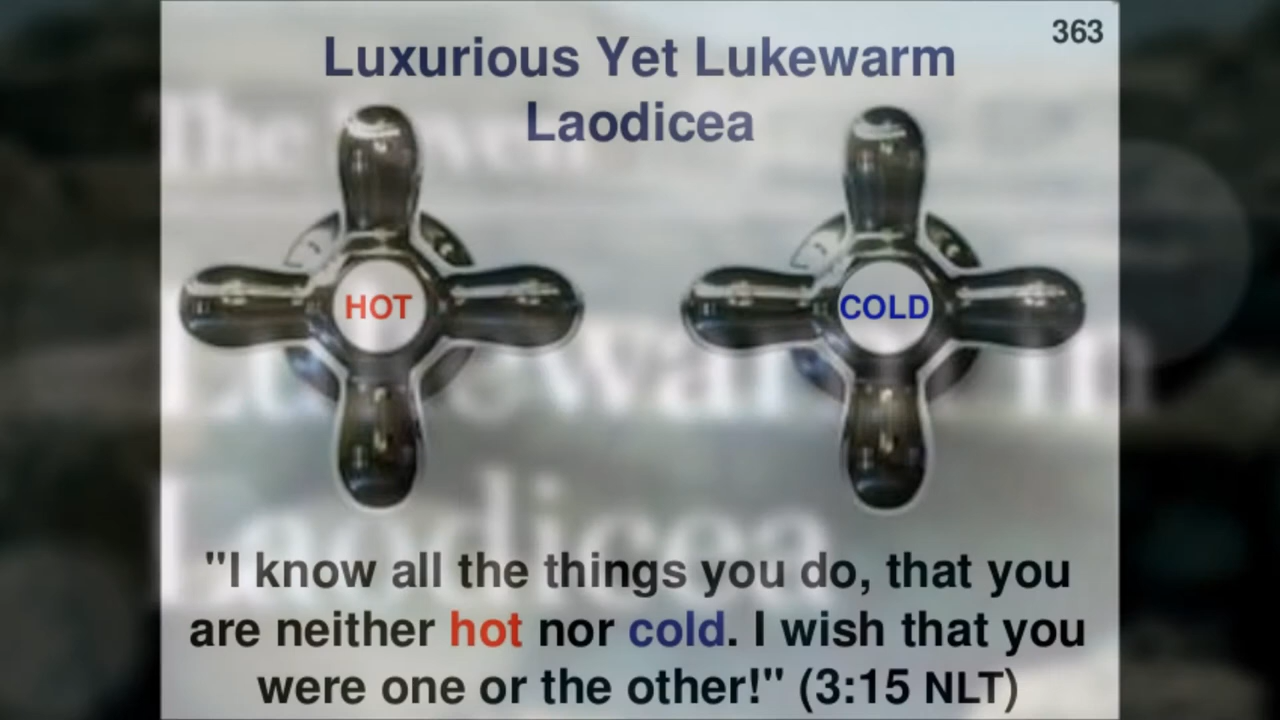 363
Luxurious Yet Lukewarm
Laodicea
HOT
COLD
"I know all the things you do, that you
are neither hot nor cold. I wish that you
were one or the other!" (3:15 NLT)